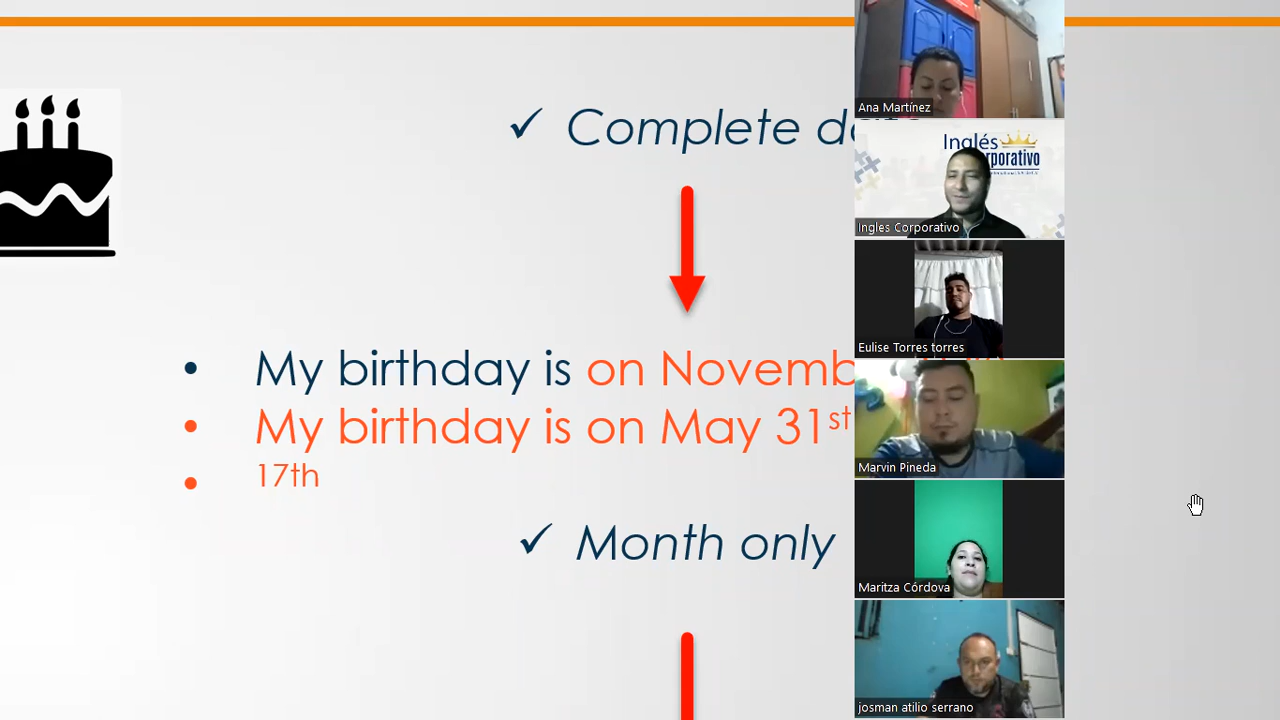 Complete
My birthday is on Novemb
My birthday is on May 31st
17th
Month only
Ana Martínez
Inglés
Ingles Corporativo
Eulise Torres torres
Marvin Pineda
Maritza Córdova
josman atilio serrano